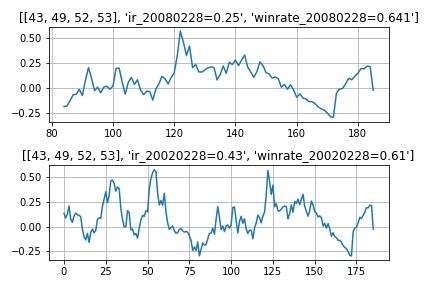 [[43, 49, 52, 53], 'ir_20080228=0.25', 'winrate_20080228=0.641']
0.50
0.25
0.00
-0.25
80 100 120 140 160 180
[[43, 49, 52, 53], 'ir_20020228=0.43', 'winrate_20020228=0.61']
0.50
0.25
0.00
-0.25
0 25 50 75 100 125 150 175